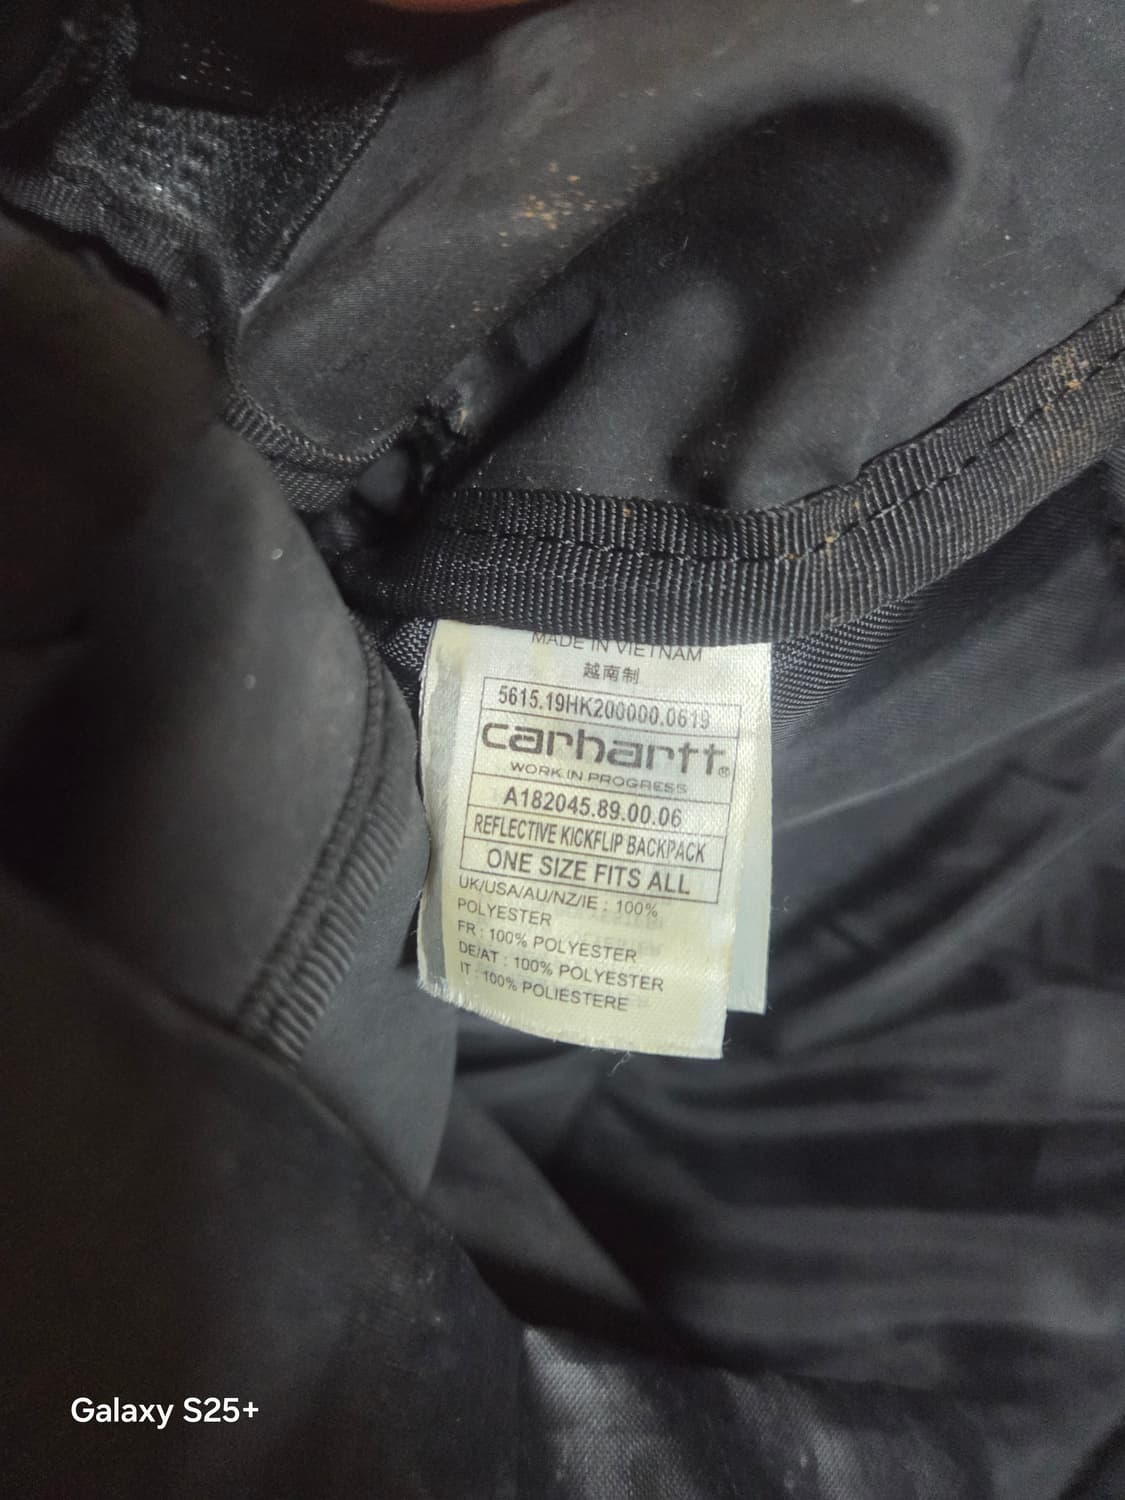 MADE IN VIETNAM
越南制
5615.19HK200000.0619
carhartt®
WORK IN PROGRESS
A182045.89.00.06
REFLECTIVE KICKFLIP BACKPACK
ONE SIZE FITS ALL
UK/USA/AU/NZ/IE : 100%
POLYESTER
FR : 100% POLYESTER
DE/AT : 100% POLYESTER
IT : 100% POLIESTERE
Galaxy S25+